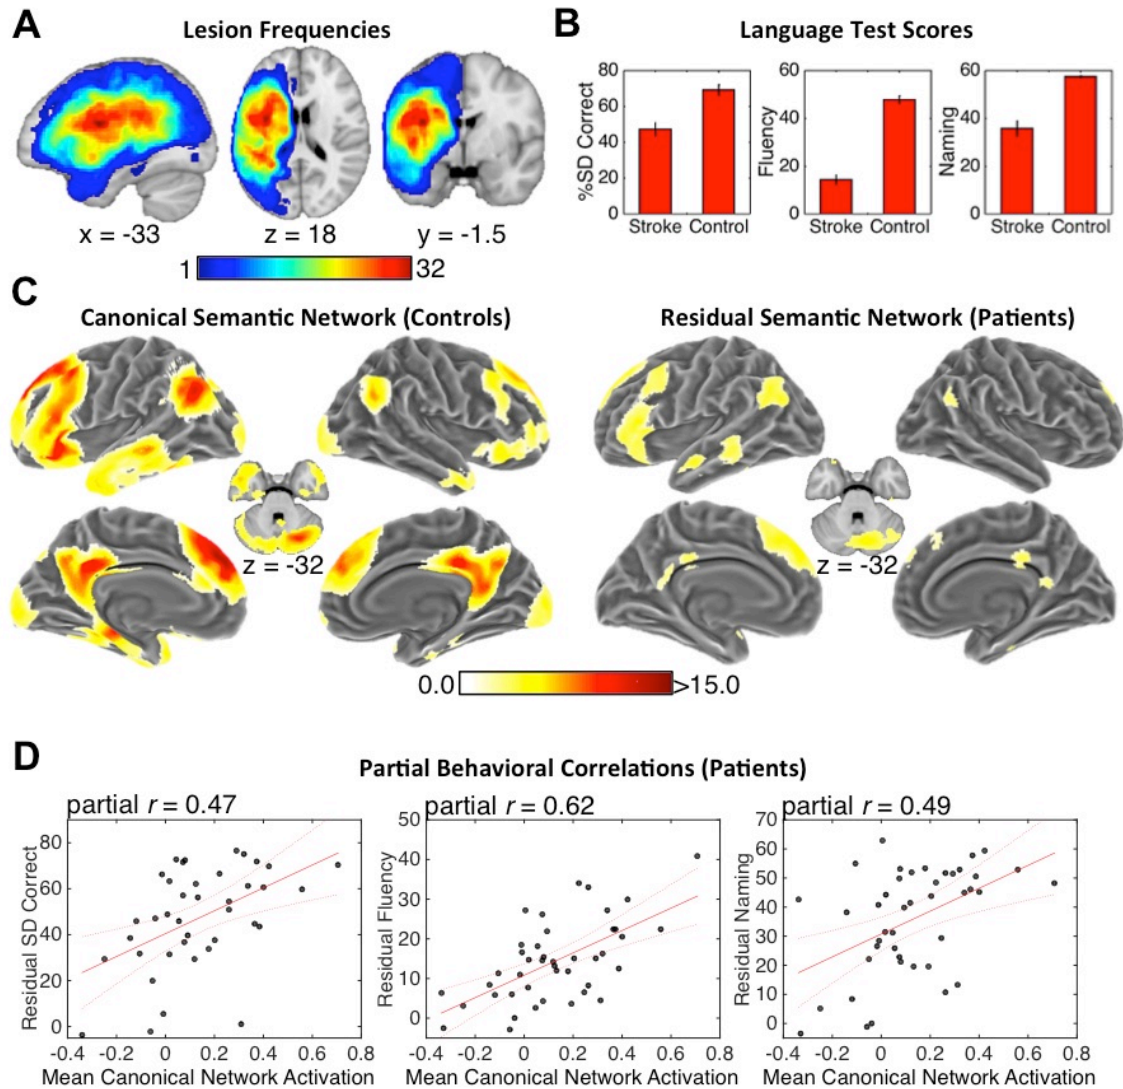 A
Lesion Frequencies
x = -33
z = 18
y = -1.5
1
32
B
Language Test Scores
80
60
40
20
0
%SD Correct
Stroke Control
60
40
20
0
Fluency
Stroke Control
60
40
20
0
Naming
Stroke Control
C
Canonical Semantic Network (Controls)
Residual Semantic Network (Patients)
z = -32
z = -32
0.0
>15.0
D
Partial Behavioral Correlations (Patients)
partial r = 0.47
80
60
40
20
0
Residual SD Correct
-0.4 -0.2 0 0.2 0.4 0.6 0.8
Mean Canonical Network Activation
partial r = 0.62
50
40
30
20
10
0
Residual Fluency
-0.4 -0.2 0 0.2 0.4 0.6 0.8
Mean Canonical Network Activation
partial r = 0.49
70
60
50
40
30
20
10
0
Residual Naming
-0.4 -0.2 0 0.2 0.4 0.6 0.8
Mean Canonical Network Activation